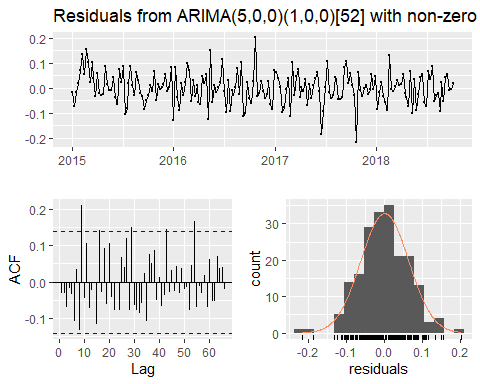 Residuals from ARIMA(5,0,0)(1,0,0)[52] with non-zero
0.2
0.1
0.0
-0.1
-0.2
2015 2016 2017 2018
0.2
0.1
0.0
-0.1
ACF
0 10 20 30 40 50 60
Lag
30
20
10
0
count
-0.2 -0.1 0.0 0.1 0.2
residuals